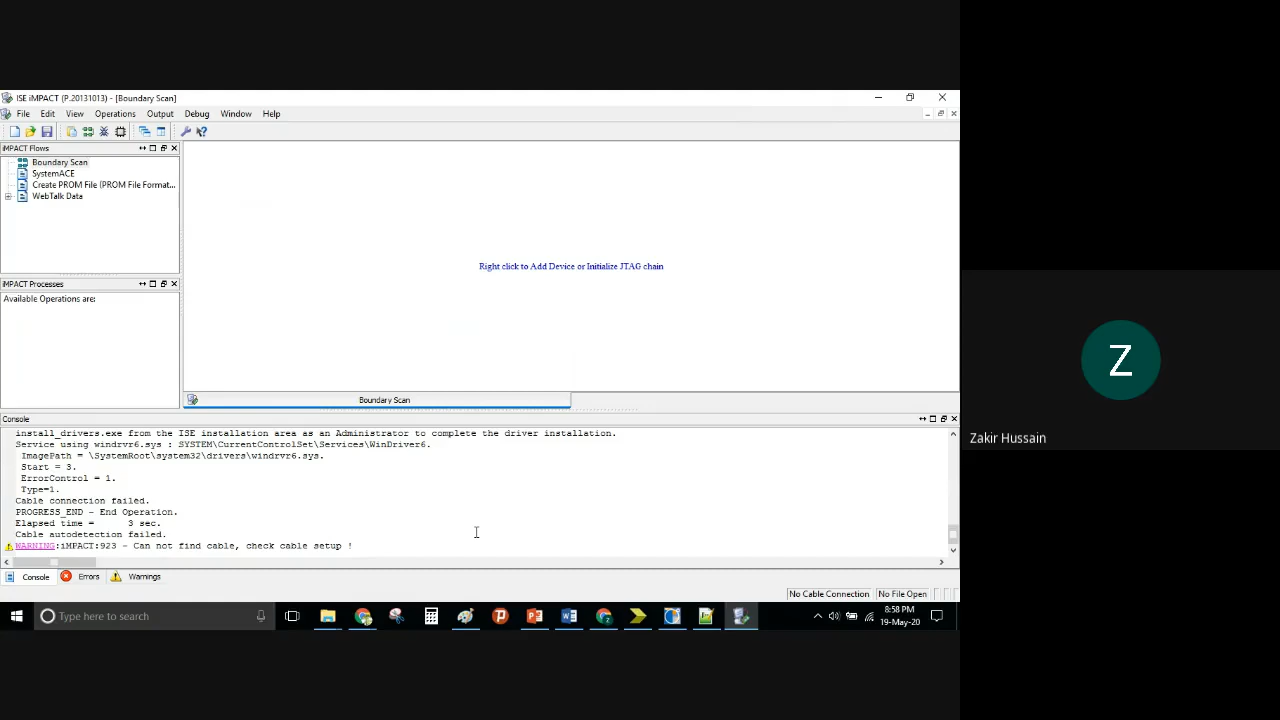 ISE iMPACT (P.20131013) - [Boundary Scan]
File Edit View Operations Output Debug Window Help
iMPACT Flows
Boundary Scan
SystemACE
Create PROM File (PROM File Format...
WebTalk Data
iMPACT Processes
Available Operations are:
Right click to Add Device or Initialize JTAG chain
Boundary Scan
Console
install_drivers.exe from the ISE installation area as an Administrator to complete the driver installation.
Service using windrvr6.sys : SYSTEM\CurrentControlSet\Services\WinDriver6.
ImagePath = \SystemRoot\system32\drivers\windrvr6.sys.
Start = 3.
ErrorControl = 1.
Type=1.
Cable connection failed.
PROGRESS_END - End Operation.
Elapsed time = 3 sec.
Cable autodetection failed.
WARNING:iMPACT:923 - Can not find cable, check cable setup !
Console Errors Warnings
No Cable Connection No File Open
Type here to search
8:58 PM
19-May-20
Z
Zakir Hussain